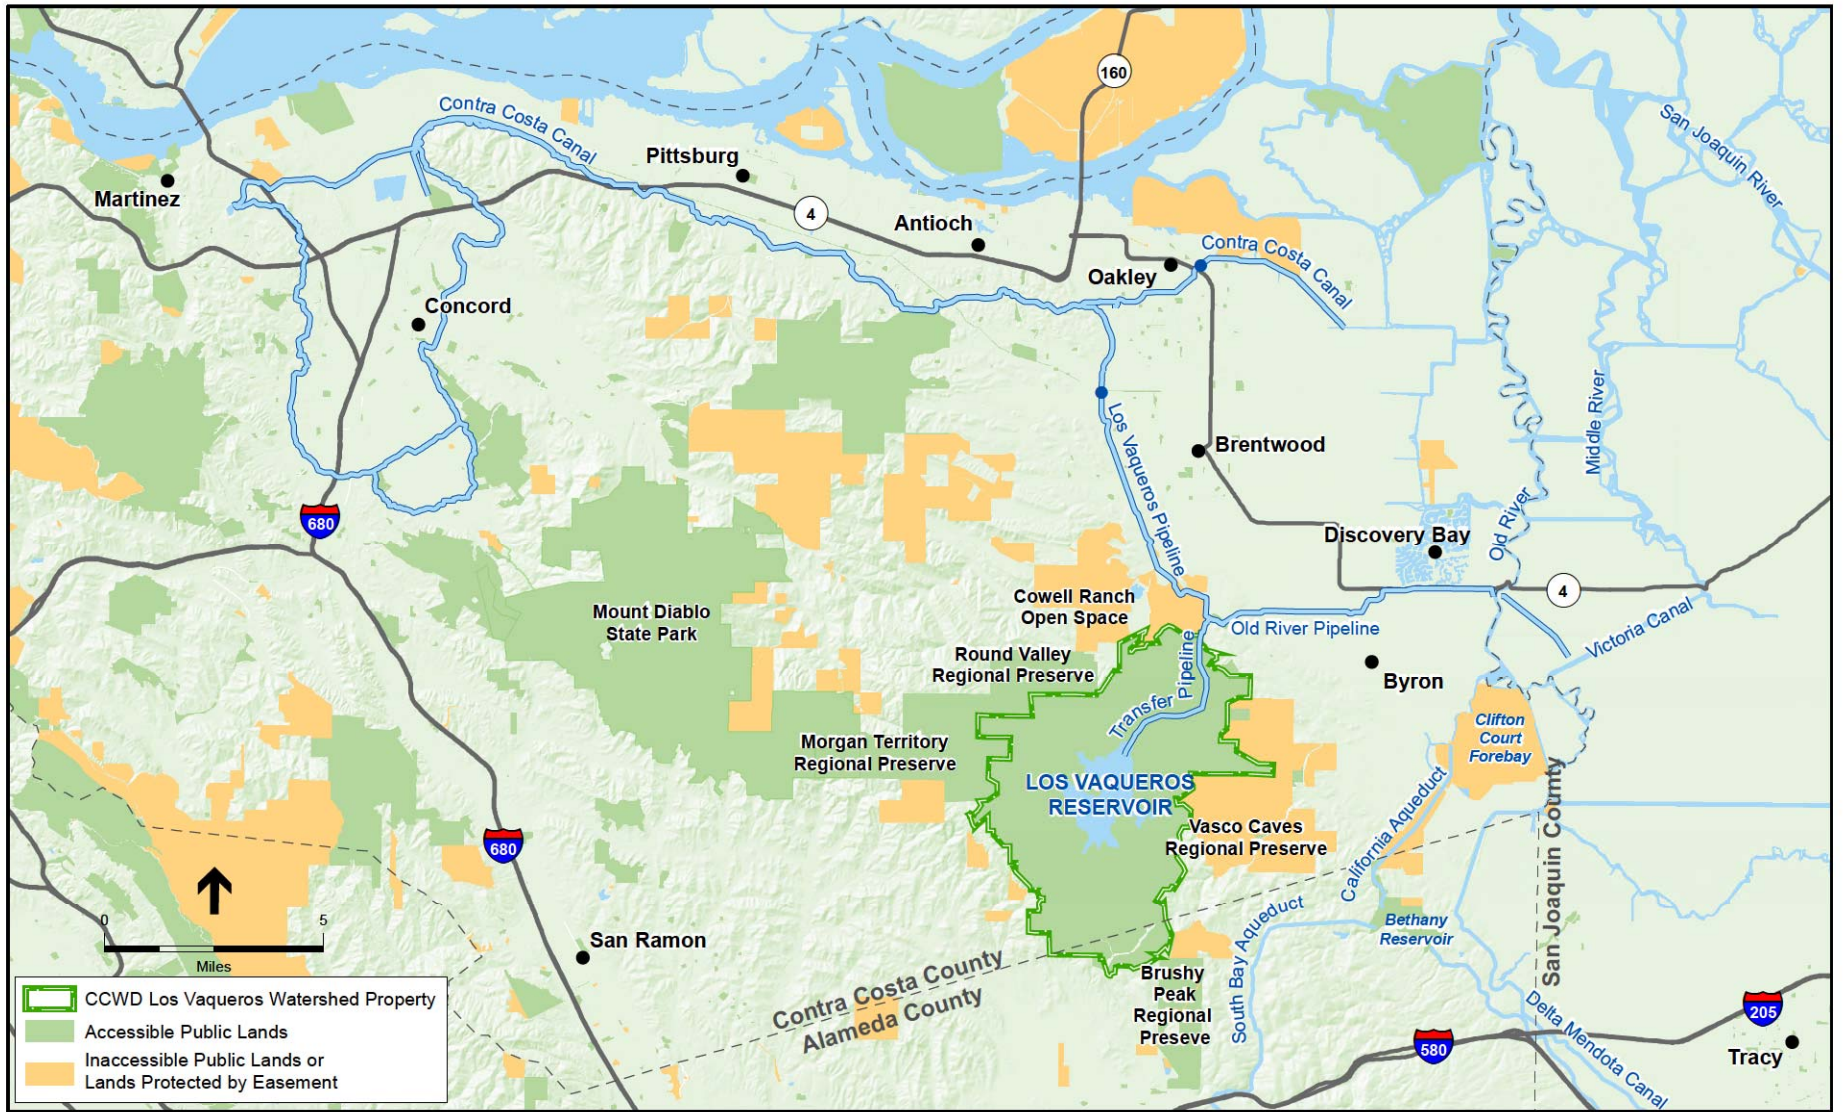 160
Contra Costa Canal
San Joaquin River
Pittsburg
Martinez
4
Antioch
Contra Costa Canal
Oakley
Concord
Los Vaqueros Pipeline
Middle River
Brentwood
680
Old River
Discovery Bay
Mount Diablo
State Park
Cowell Ranch
Open Space
4
Old River Pipeline
Victoria Canal
Round Valley
Regional Preserve
Transfer Pipeline
Byron
Morgan Territory
Regional Preserve
Clifton
Court
Forebay
LOS VAQUEROS
RESERVOIR
California Aqueduct
680
Vasco Caves
Regional Preserve
San Joaquin County
0 5
Miles
San Ramon
South Bay Aqueduct
Bethany
Reservoir
Contra Costa County
Alameda County
Brushy
Peak
Regional
Preseve
Delta Mendota Canal
205
580
Tracy
CCWD Los Vaqueros Watershed Property
Accessible Public Lands
Inaccessible Public Lands or
Lands Protected by Easement